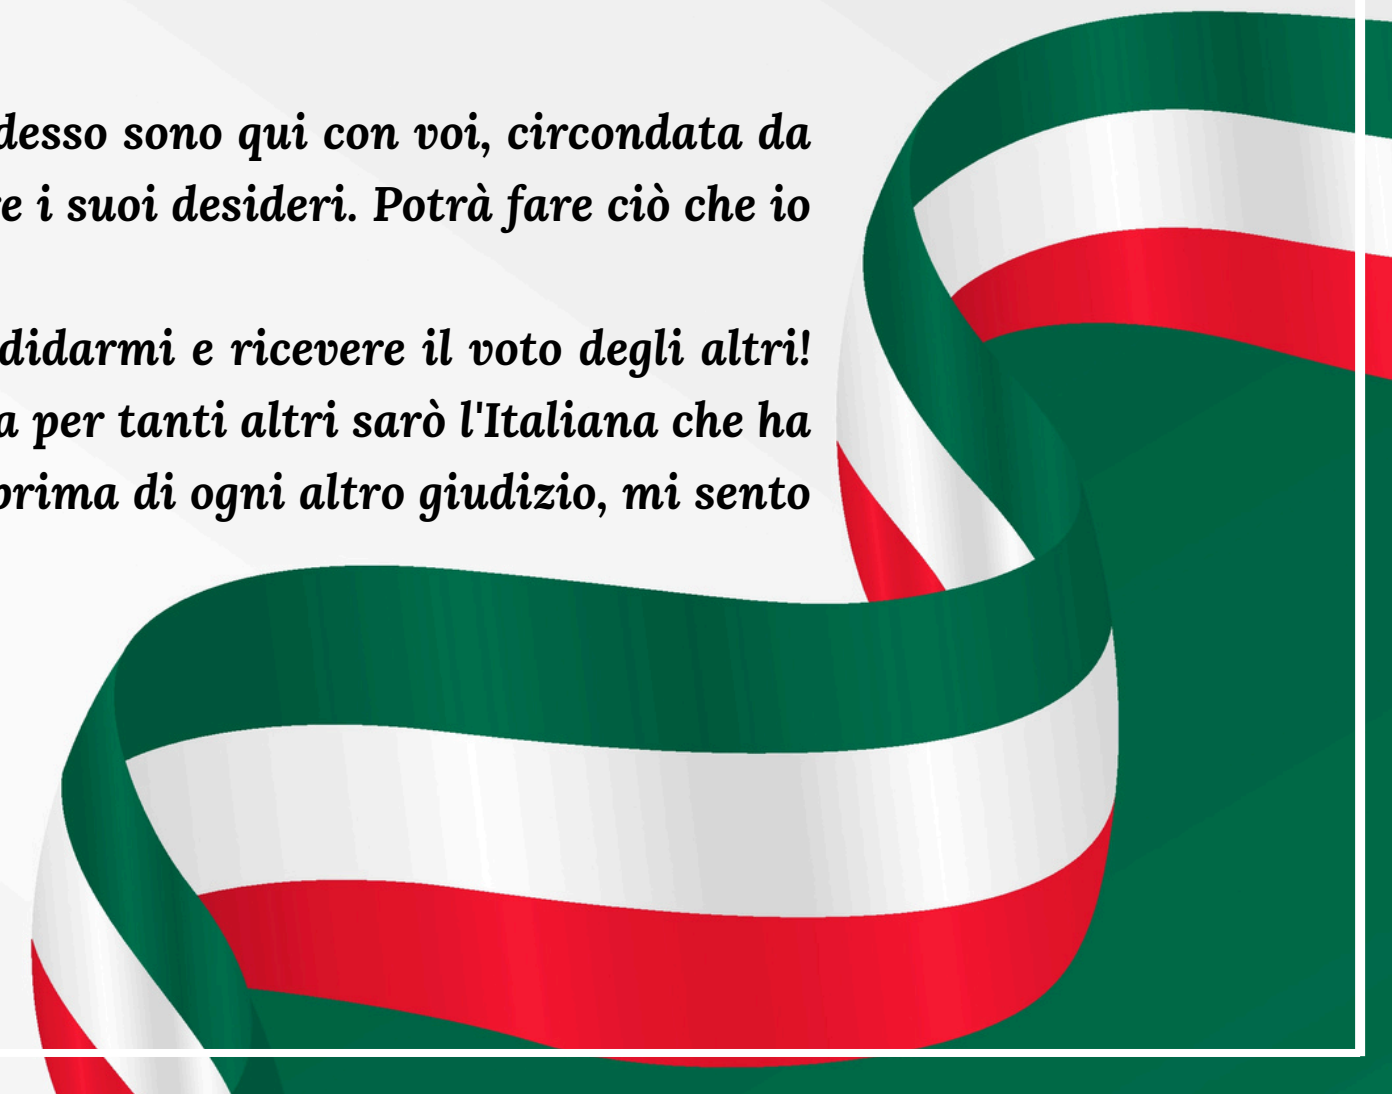 desso sono qui con voi, circondata da
e i suoi desideri. Potrà fare ciò che io
didarmi e ricevere il voto degli altri!
a per tanti altri sarò l'Italiana che ha
prima di ogni altro giudizio, mi sento